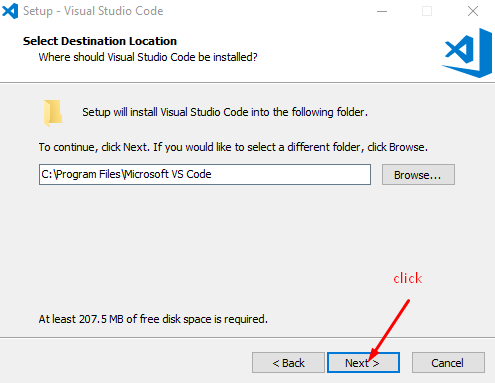 Setup - Visual Studio Code
Select Destination Location
Where should Visual Studio Code be installed?
Setup will install Visual Studio Code into the following folder.
To continue, click Next. If you would like to select a different folder, click Browse.
C:\Program Files\Microsoft VS Code
Browse...
click
At least 207.5 MB of free disk space is required.
< Back
Next >
Cancel